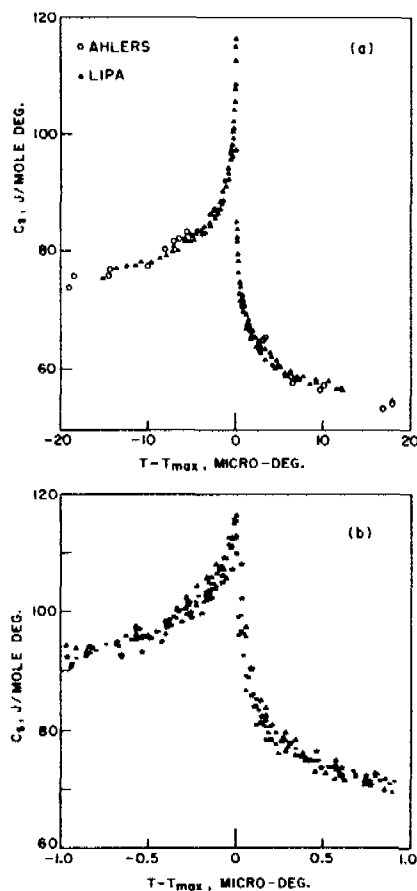 120
(a)
○ AHLERS
▲ LIPA
100
Cs, J/MOLE DEG.
80
60
-20 -10 0 10 20
T-Tmax, MICRO-DEG.
120
(b)
100
Cs, J/MOLE DEG.
80
60
-1.0 -0.5 0 0.5 1.0
T-Tmax, MICRO-DEG.